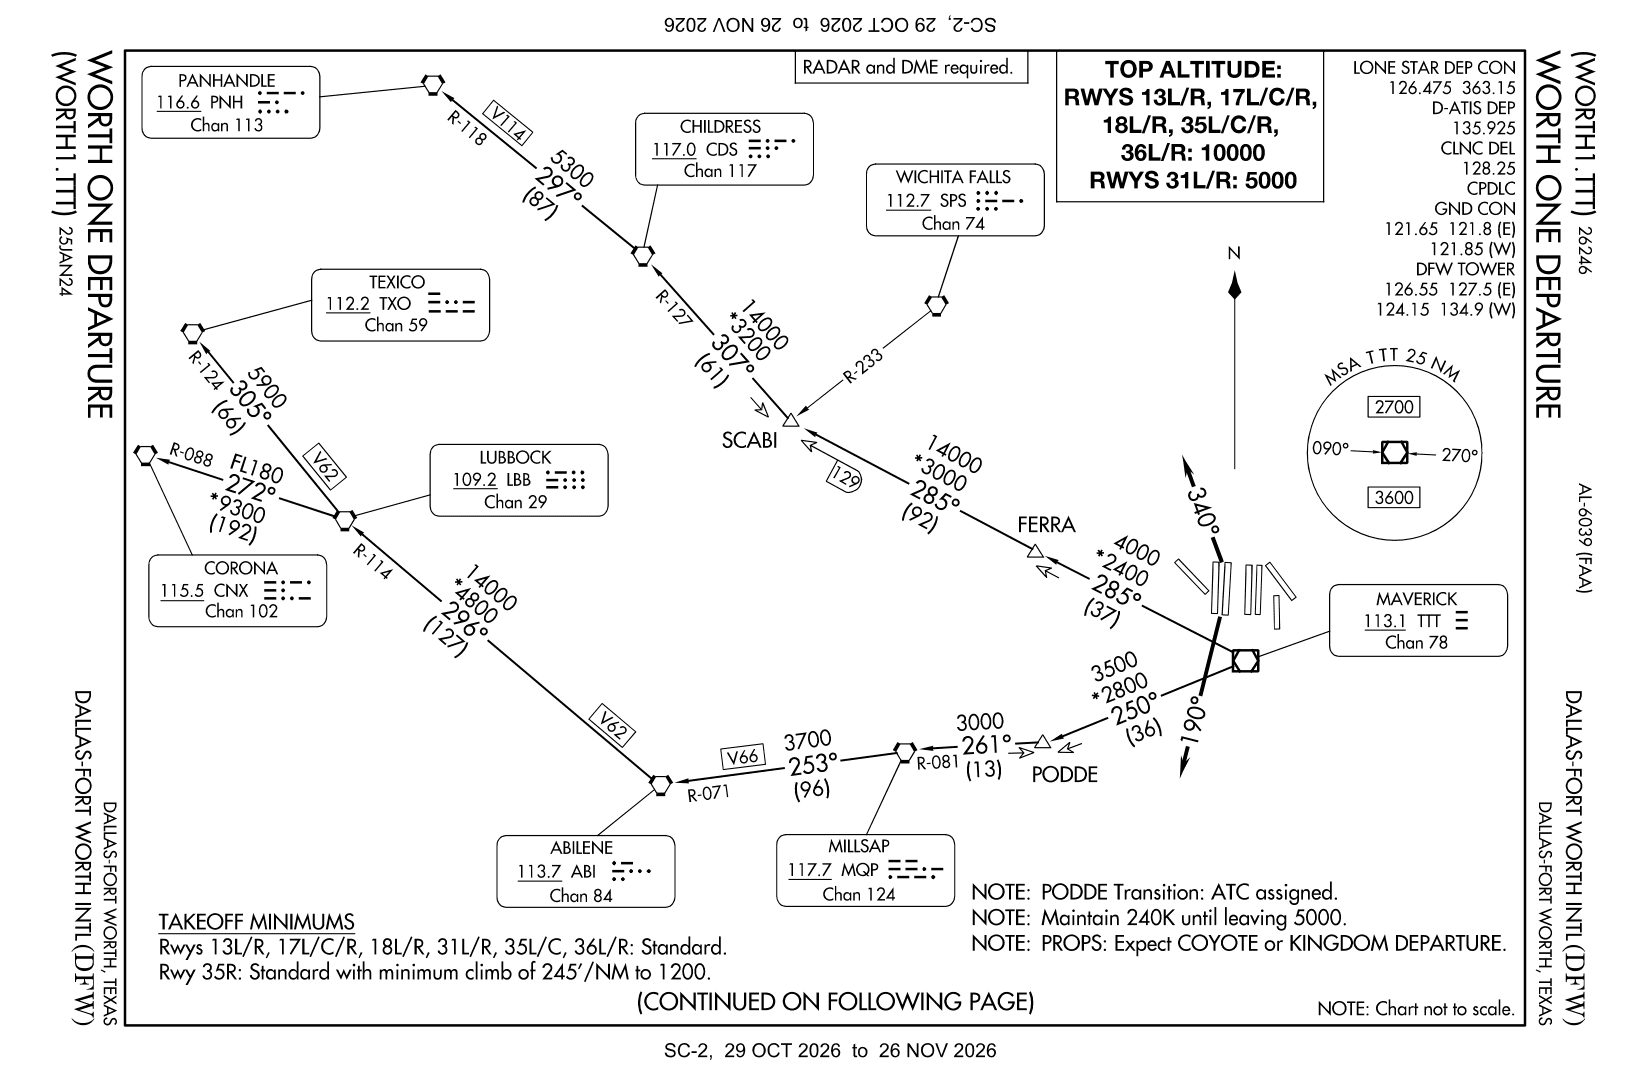 SC-2, 29 OCT 2026 to 26 NOV 2026
(WORTH1.TTT) 25JAN24
WORTH ONE DEPARTURE
DALLAS-FORT WORTH INTL (DFW)
DALLAS-FORT WORTH, TEXAS
(WORTH1.TTT) 26246
WORTH ONE DEPARTURE
AL-6039 (FAA)
DALLAS-FORT WORTH INTL (DFW)
DALLAS-FORT WORTH, TEXAS
RADAR and DME required.
TOP ALTITUDE:
RWYS 13L/R, 17L/C/R,
18L/R, 35L/C/R,
36L/R: 10000
RWYS 31L/R: 5000
LONE STAR DEP CON
126.475 363.15
D-ATIS DEP
135.925
CLNC DEL
128.25
CPDLC
GND CON
121.65 121.8 (E)
121.85 (W)
DFW TOWER
126.55 127.5 (E)
124.15 134.9 (W)
PANHANDLE
116.6 PNH
Chan 113
V114
R-118
5300
297°
(87)
CHILDRESS
117.0 CDS
Chan 117
WICHITA FALLS
112.7 SPS
Chan 74
R-127
14000
*3200
307°
(61)
R-233
SCABI
129
N
MSA TTT 25 NM
2700
090°
270°
3600
TEXICO
112.2 TXO
Chan 59
R-124
5900
305°
(66)
V62
R-088
FL180
272°
*9300
(192)
LUBBOCK
109.2 LBB
Chan 29
CORONA
115.5 CNX
Chan 102
R-114
14000
*4800
296°
(127)
V62
14000
*3000
285°
(92)
FERRA
4000
*2400
285°
(37)
340°
190°
MAVERICK
113.1 TTT
Chan 78
3500
*2800
250°
(36)
PODDE
3000
261°
(13)
R-081
3700
253°
(96)
V66
R-071
ABILENE
113.7 ABI
Chan 84
MILLSAP
117.7 MQP
Chan 124
NOTE: PODDE Transition: ATC assigned.
NOTE: Maintain 240K until leaving 5000.
NOTE: PROPS: Expect COYOTE or KINGDOM DEPARTURE.
TAKEOFF MINIMUMS
Rwys 13L/R, 17L/C/R, 18L/R, 31L/R, 35L/C, 36L/R: Standard.
Rwy 35R: Standard with minimum climb of 245'/NM to 1200.
(CONTINUED ON FOLLOWING PAGE)
NOTE: Chart not to scale.
SC-2, 29 OCT 2026 to 26 NOV 2026